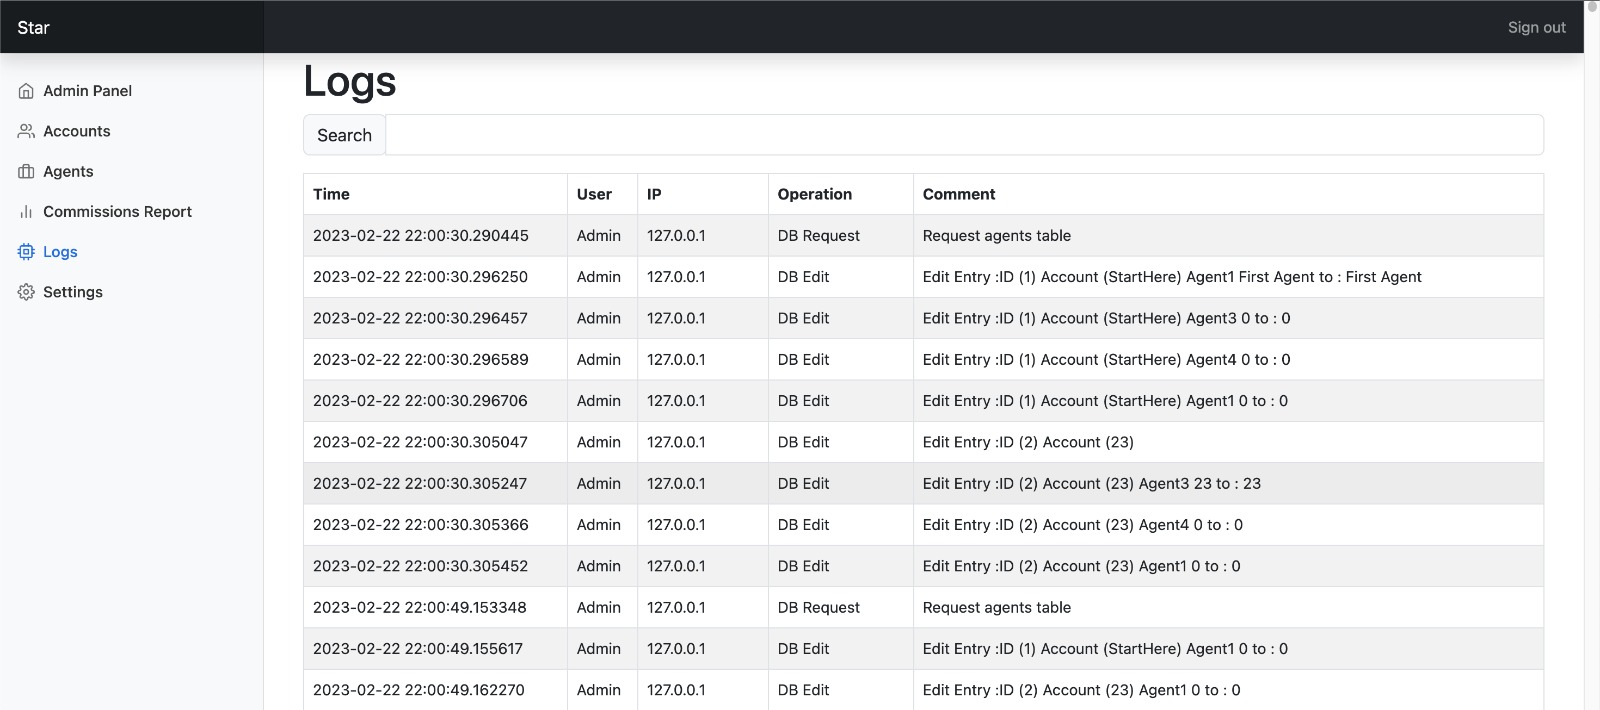 Star
Sign out
Admin Panel
Accounts
Agents
Commissions Report
Logs
Settings
Logs
Search
Time User IP Operation Comment
2023-02-22 22:00:30.290445 Admin 127.0.0.1 DB Request Request agents table
2023-02-22 22:00:30.296250 Admin 127.0.0.1 DB Edit Edit Entry :ID (1) Account (StartHere) Agent1 First Agent to : First Agent
2023-02-22 22:00:30.296457 Admin 127.0.0.1 DB Edit Edit Entry :ID (1) Account (StartHere) Agent3 0 to : 0
2023-02-22 22:00:30.296589 Admin 127.0.0.1 DB Edit Edit Entry :ID (1) Account (StartHere) Agent4 0 to : 0
2023-02-22 22:00:30.296706 Admin 127.0.0.1 DB Edit Edit Entry :ID (1) Account (StartHere) Agent1 0 to : 0
2023-02-22 22:00:30.305047 Admin 127.0.0.1 DB Edit Edit Entry :ID (2) Account (23)
2023-02-22 22:00:30.305247 Admin 127.0.0.1 DB Edit Edit Entry :ID (2) Account (23) Agent3 23 to : 23
2023-02-22 22:00:30.305366 Admin 127.0.0.1 DB Edit Edit Entry :ID (2) Account (23) Agent4 0 to : 0
2023-02-22 22:00:30.305452 Admin 127.0.0.1 DB Edit Edit Entry :ID (2) Account (23) Agent1 0 to : 0
2023-02-22 22:00:49.153348 Admin 127.0.0.1 DB Request Request agents table
2023-02-22 22:00:49.155617 Admin 127.0.0.1 DB Edit Edit Entry :ID (1) Account (StartHere) Agent1 0 to : 0
2023-02-22 22:00:49.162270 Admin 127.0.0.1 DB Edit Edit Entry :ID (2) Account (23) Agent1 0 to : 0